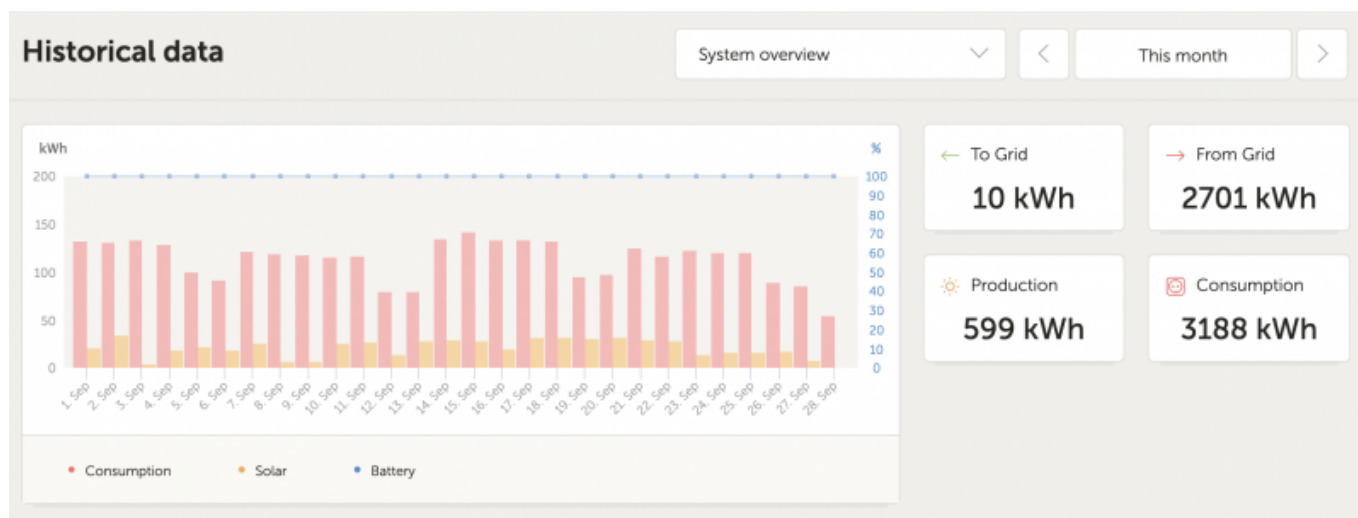 Historical data
System overview
This month
kWh
%
200
150
100
50
0
100
90
80
70
60
50
40
30
20
10
0
1. Sep
2. Sep
3. Sep
4. Sep
5. Sep
6. Sep
7. Sep
8. Sep
9. Sep
10. Sep
11. Sep
12. Sep
13. Sep
14. Sep
15. Sep
16. Sep
17. Sep
18. Sep
19. Sep
20. Sep
21. Sep
22. Sep
23. Sep
24. Sep
25. Sep
26. Sep
27. Sep
28. Sep
Consumption
Solar
Battery
To Grid
10 kWh
From Grid
2701 kWh
Production
599 kWh
Consumption
3188 kWh